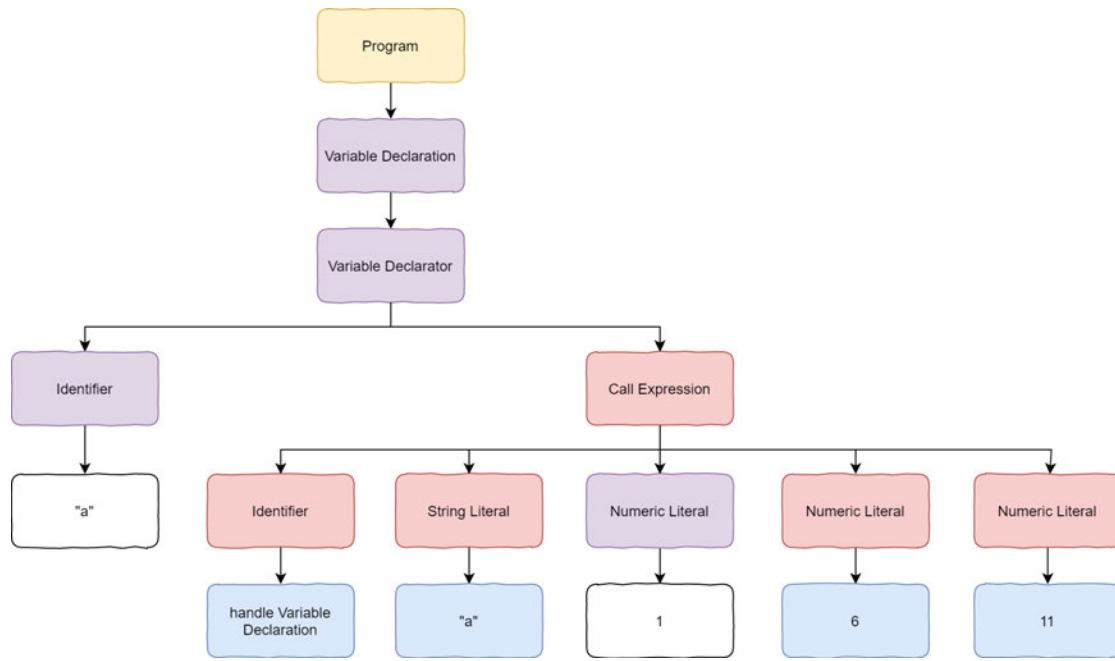 Program
Variable Declaration
Variable Declarator
Identifier
Call Expression
"a"
Identifier
String Literal
Numeric Literal
Numeric Literal
Numeric Literal
handle Variable
Declaration
"a"
1
6
11